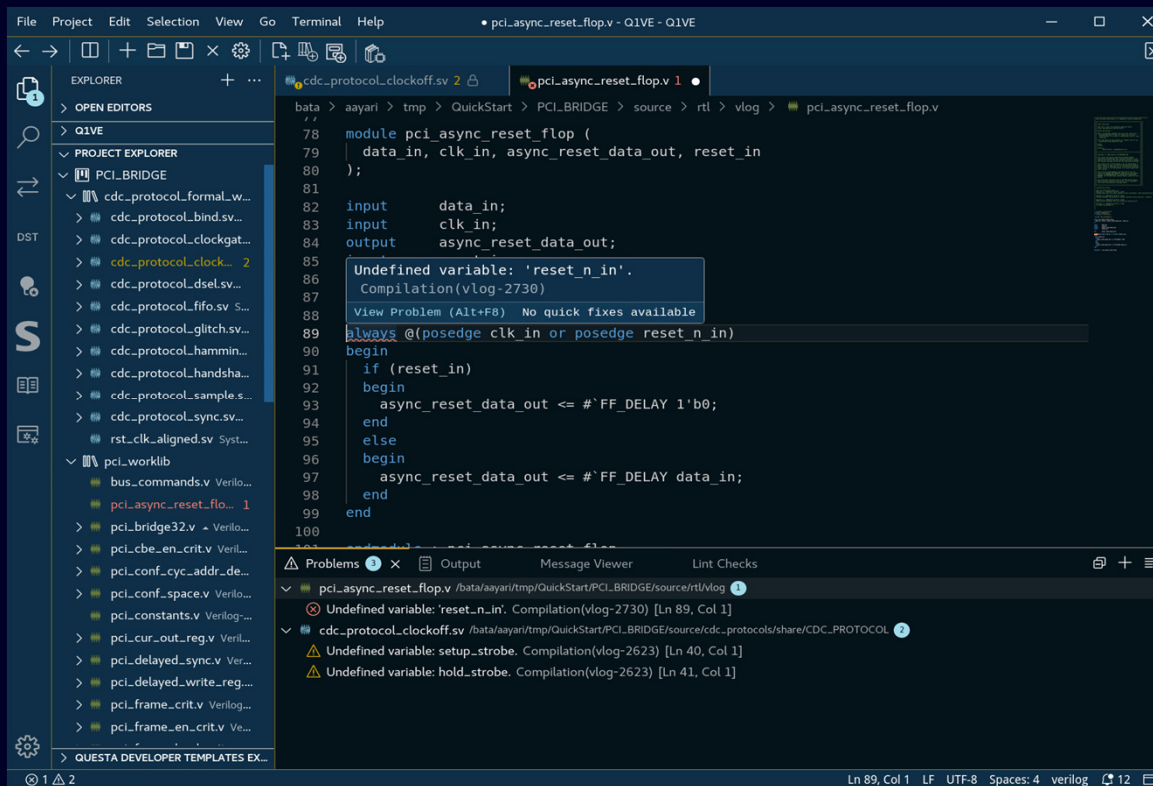 File Project Edit Selection View Go Terminal Help
● pci_async_reset_flop.v - Q1VE - Q1VE
EXPLORER
1
OPEN EDITORS
Q1VE
PROJECT EXPLORER
PCI_BRIDGE
cdc_protocol_formal_w...
cdc_protocol_bind.sv...
cdc_protocol_clockgat...
cdc_protocol_clock... 2
cdc_protocol_dsel.sv...
cdc_protocol_fifo.sv S...
cdc_protocol_glitch.sv...
cdc_protocol_hammin...
cdc_protocol_handsha...
cdc_protocol_sample.s...
cdc_protocol_sync.sv...
rst_clk_aligned.sv Syst...
pci_worklib
bus_commands.v Verilo...
pci_async_reset_flo... 1
pci_bridge32.v Verilo...
pci_cbe_en_crit.v Veril...
pci_conf_cyc_addr_de...
pci_conf_space.v Veril...
pci_constants.v Verilog-...
pci_cur_out_reg.v Veril...
pci_delayed_sync.v Ver...
pci_delayed_write_reg....
pci_frame_crit.v Verilog...
pci_frame_en_crit.v Ve...
QUESTA DEVELOPER TEMPLATES EX...
DST
S
cdc_protocol_clockoff.sv 2
pci_async_reset_flop.v 1 ●
bata > aayari > tmp > QuickStart > PCI_BRIDGE > source > rtl > vlog > pci_async_reset_flop.v
77
78 module pci_async_reset_flop (
79 data_in, clk_in, async_reset_data_out, reset_in
80 );
81
82 input data_in;
83 input clk_in;
84 output async_reset_data_out;
85
86
87
88
Undefined variable: 'reset_n_in'.
Compilation(vlog-2730)
View Problem (Alt+F8) No quick fixes available
89 always @(posedge clk_in or posedge reset_n_in)
90 begin
91 if (reset_in)
92 begin
93 async_reset_data_out <= #`FF_DELAY 1'b0;
94 end
95 else
96 begin
97 async_reset_data_out <= #`FF_DELAY data_in;
98 end
99 end
100
101 endmodule : pci_async_reset_flop
Problems 3 Output Message Viewer Lint Checks
pci_async_reset_flop.v /bata/aayari/tmp/QuickStart/PCI_BRIDGE/source/rtl/vlog 1
Undefined variable: 'reset_n_in'. Compilation(vlog-2730) [Ln 89, Col 1]
cdc_protocol_clockoff.sv /bata/aayari/tmp/QuickStart/PCI_BRIDGE/source/cdc_protocols/share/CDC_PROTOCOL 2
Undefined variable: setup_strobe. Compilation(vlog-2623) [Ln 40, Col 1]
Undefined variable: hold_strobe. Compilation(vlog-2623) [Ln 41, Col 1]
1 2
Ln 89, Col 1 LF UTF-8 Spaces: 4 verilog 12